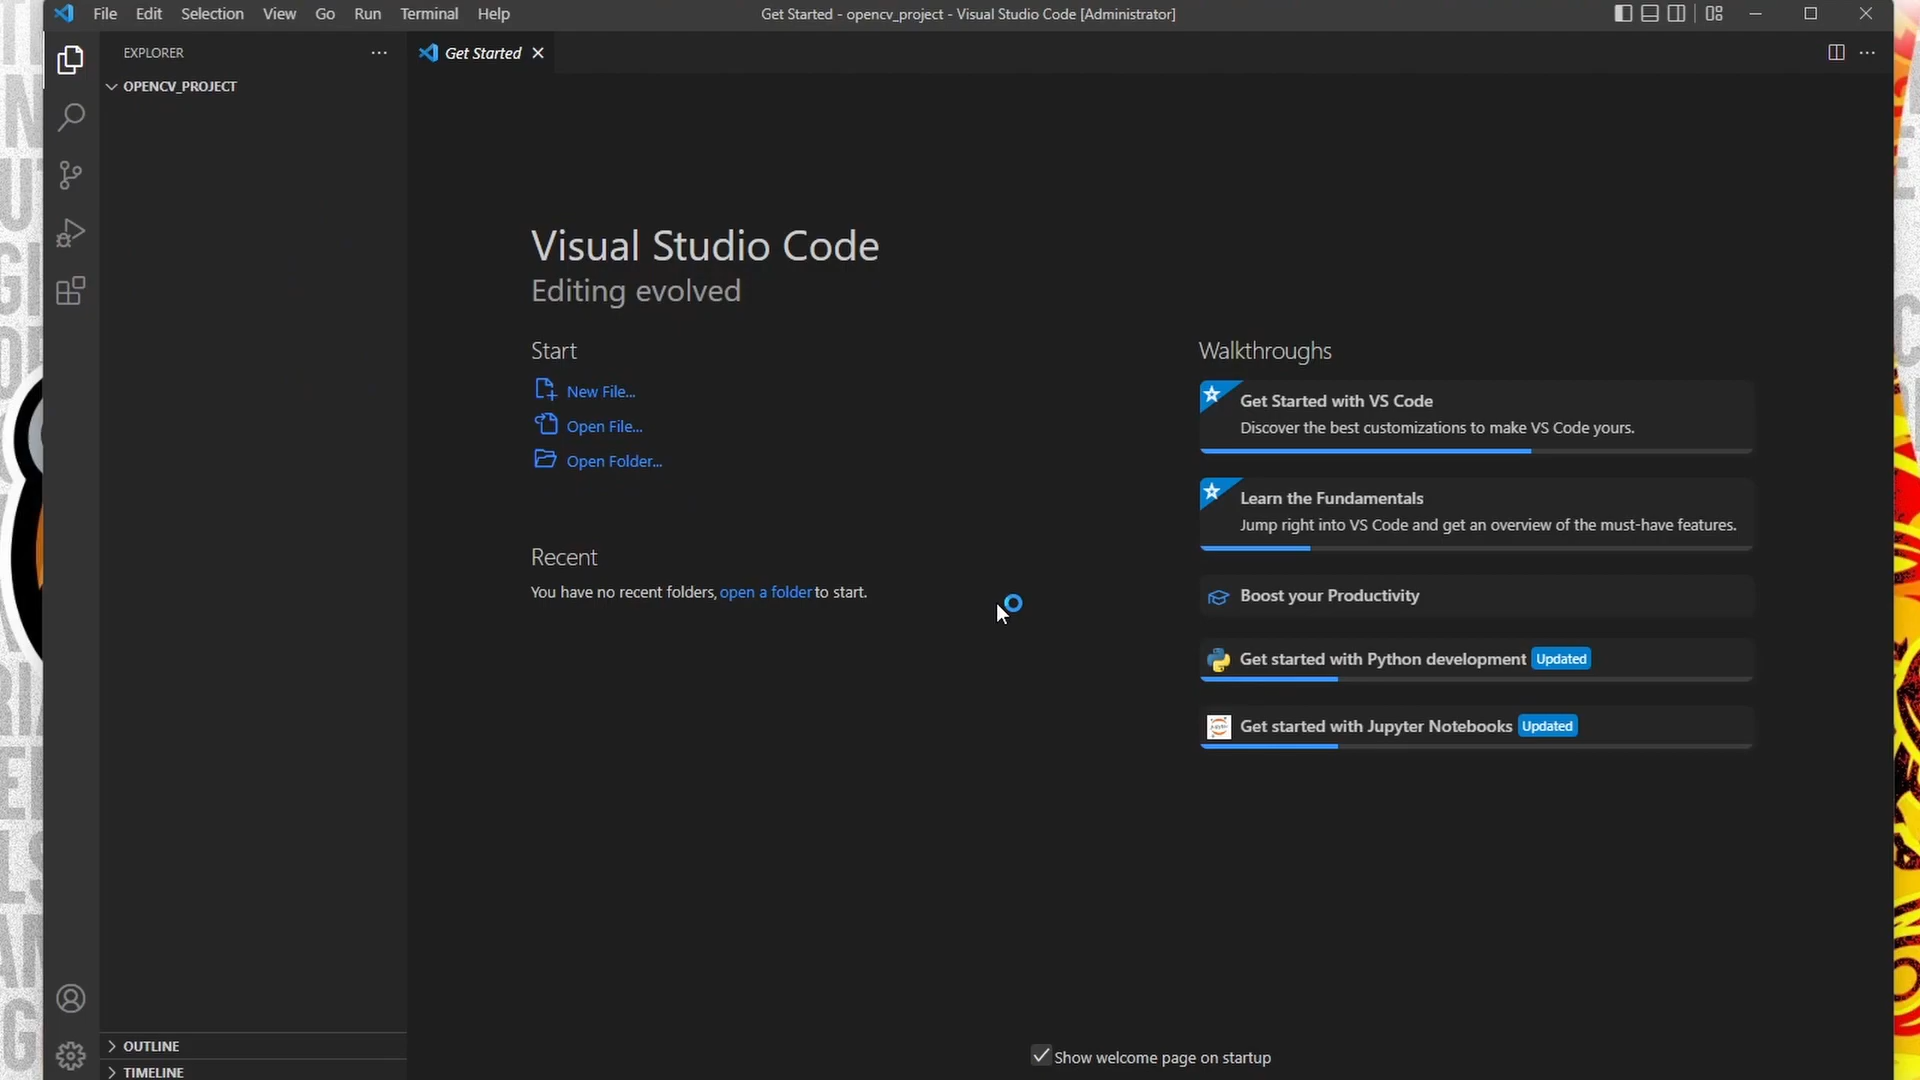 File Edit Selection View Go Run Terminal Help
Get Started - opencv_project - Visual Studio Code [Administrator]
EXPLORER
Get Started
OPENCV_PROJECT
Visual Studio Code
Editing evolved
Start
New File...
Open File...
Open Folder...
Recent
You have no recent folders, open a folder to start.
Walkthroughs
Get Started with VS Code
Discover the best customizations to make VS Code yours.
Learn the Fundamentals
Jump right into VS Code and get an overview of the must-have features.
Boost your Productivity
Get started with Python development Updated
Get started with Jupyter Notebooks Updated
OUTLINE
TIMELINE
Show welcome page on startup